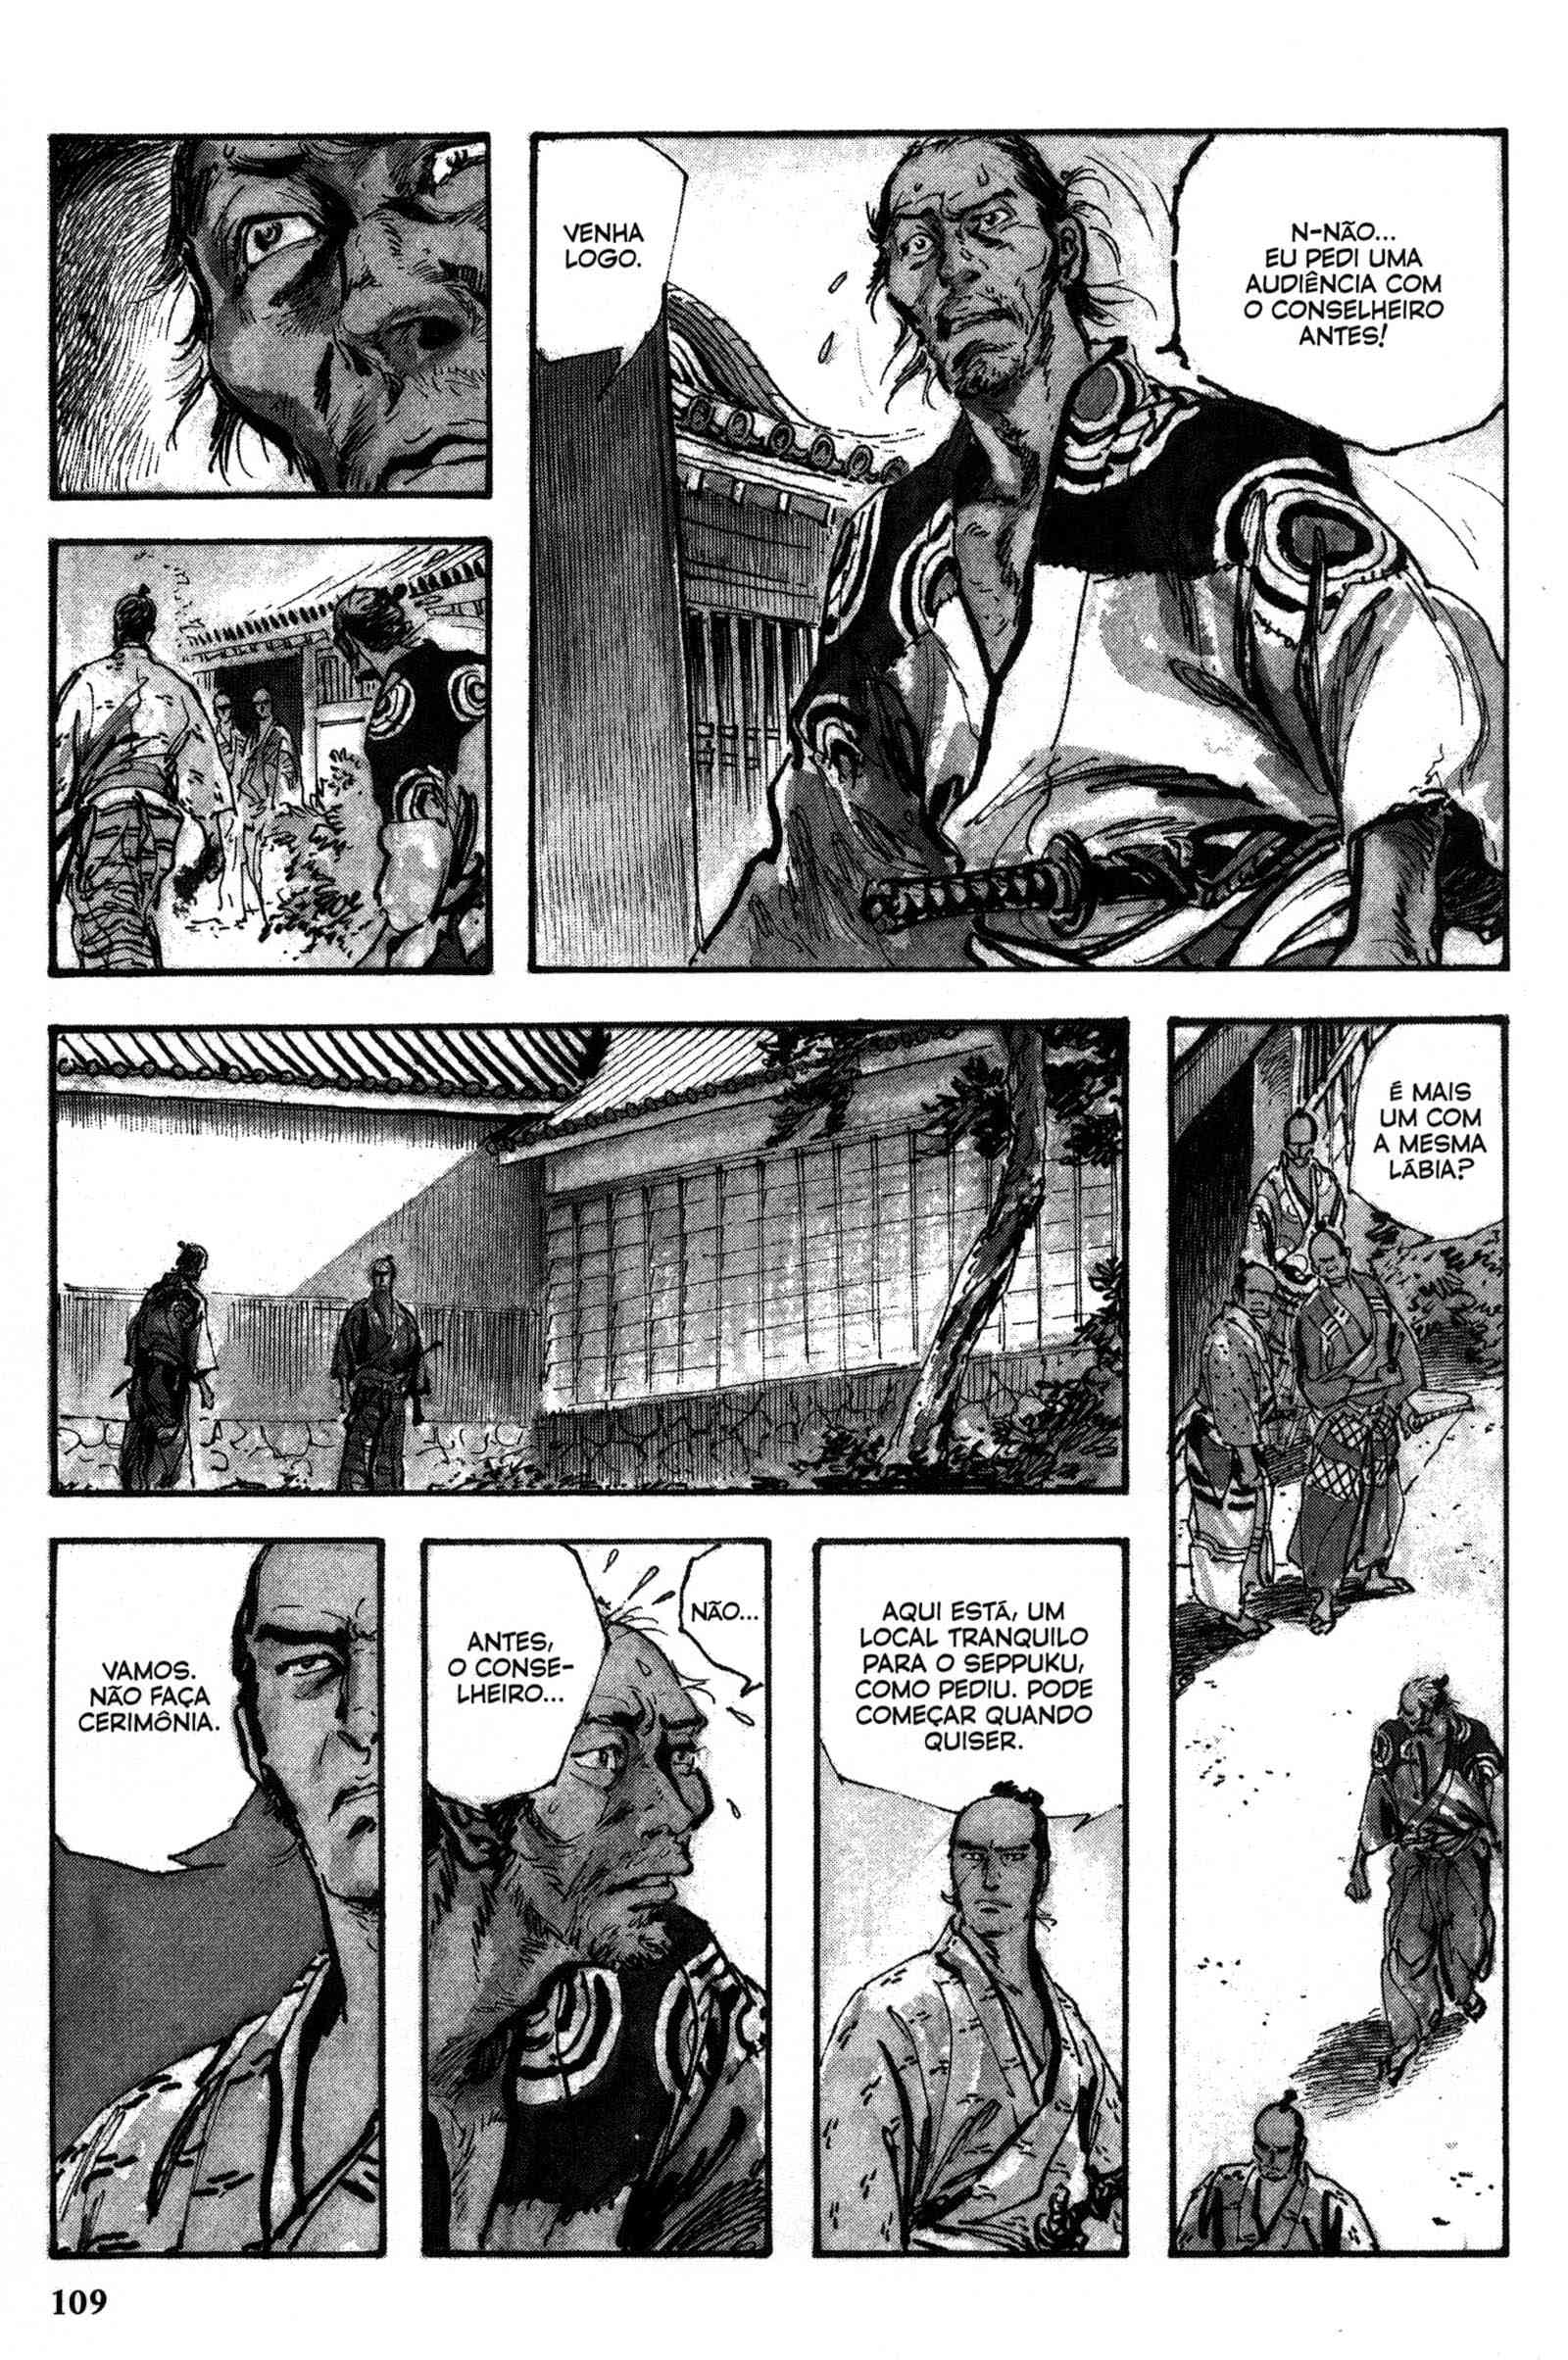 N-NÃO...
EU PEDI UMA
AUDIÊNCIA COM
O CONSELHEIRO
ANTES!
VENHA
LOGO.
É MAIS
UM COM
A MESMA
LÁBIA?
AQUI ESTÁ, UM
LOCAL TRANQUILO
PARA O SEPPUKU,
COMO PEDIU. PODE
COMEÇAR QUANDO
QUISER.
NÃO...
ANTES,
O CONSE-
LHEIRO...
VAMOS.
NÃO FAÇA
CERIMÔNIA.
109